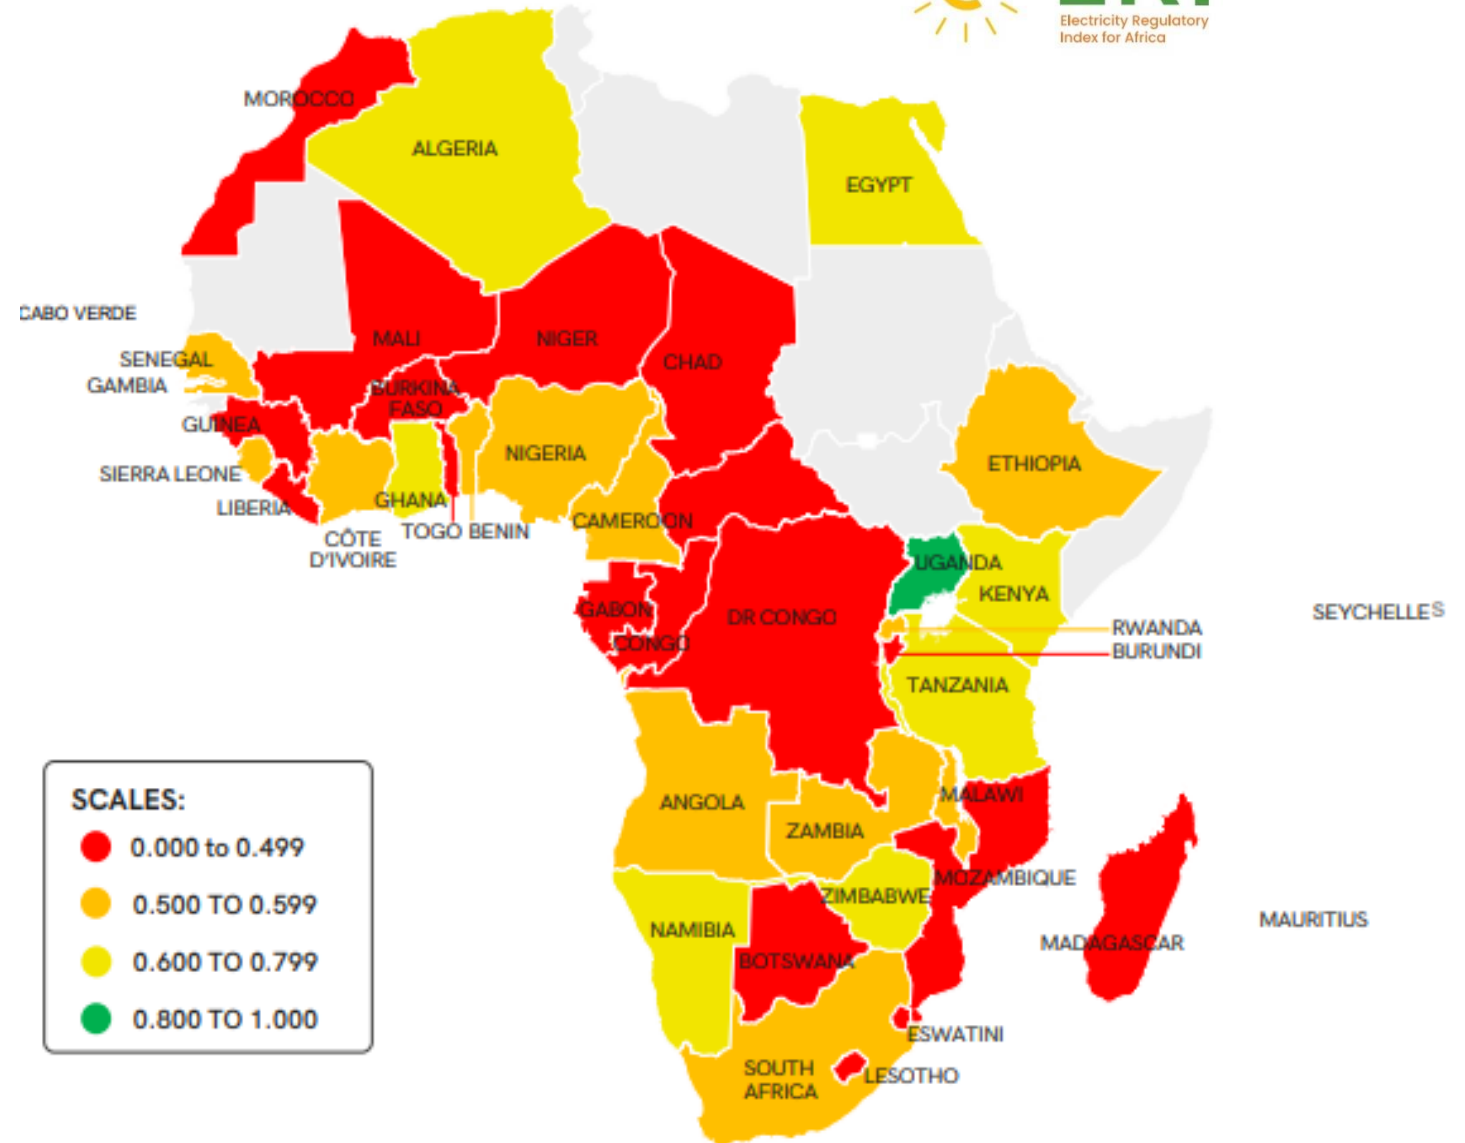 Electricity Regulatory
Index for Africa
MOROCCO
ALGERIA
EGYPT
CABO VERDE
MALI
NIGER
CHAD
SENEGAL
GAMBIA
BURKINA
FASO
GUINEA
NIGERIA
ETHIOPIA
SIERRA LEONE
LIBERIA
GHANA
CAMEROON
TOGO BENIN
CÔTE
D'IVOIRE
UGANDA
KENYA
GABON
DR CONGO
SEYCHELLES
RWANDA
CONGO
BURUNDI
TANZANIA
MALAWI
ANGOLA
ZAMBIA
MOZAMBIQUE
ZIMBABWE
MAURITIUS
NAMIBIA
MADAGASCAR
BOTSWANA
ESWATINI
SOUTH
AFRICA
LESOTHO
SCALES:
0.000 to 0.499
0.500 TO 0.599
0.600 TO 0.799
0.800 TO 1.000